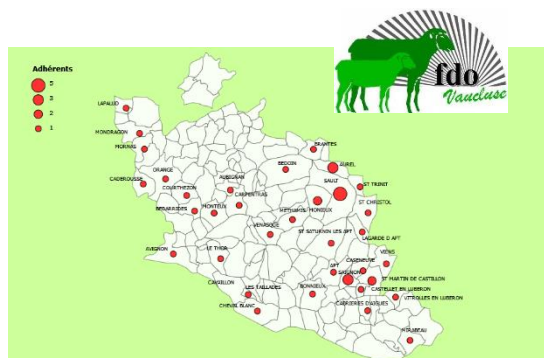 Adhérents
5
3
2
1
fdo
Vaucluse
LAPALUD
MONDRAGON
MORNAS
CADEROUSSE
ORANGE
COURTHEZON
BEDARRIDES
MONTEUX
AUBIGNAN
CARPENTRAS
BEDOIN
BRANTES
AUREL
SAULT
ST TRINIT
ST CHRISTOL
METHAMIS
MONIEUX
VENASQUE
ST SATURNIN LES APT
LAGARDE D APT
AVIGNON
LE THOR
VIENS
CASENEUVE
APT
SAIGNON
ST MARTIN DE CASTILLON
CASTELLET EN LUBERON
VITROLLES EN LUBERON
CAVAILLON
LES TAILLADES
CHEVAL BLANC
BONNIEUX
CABRIERES D'AIGUES
MIRABEAU